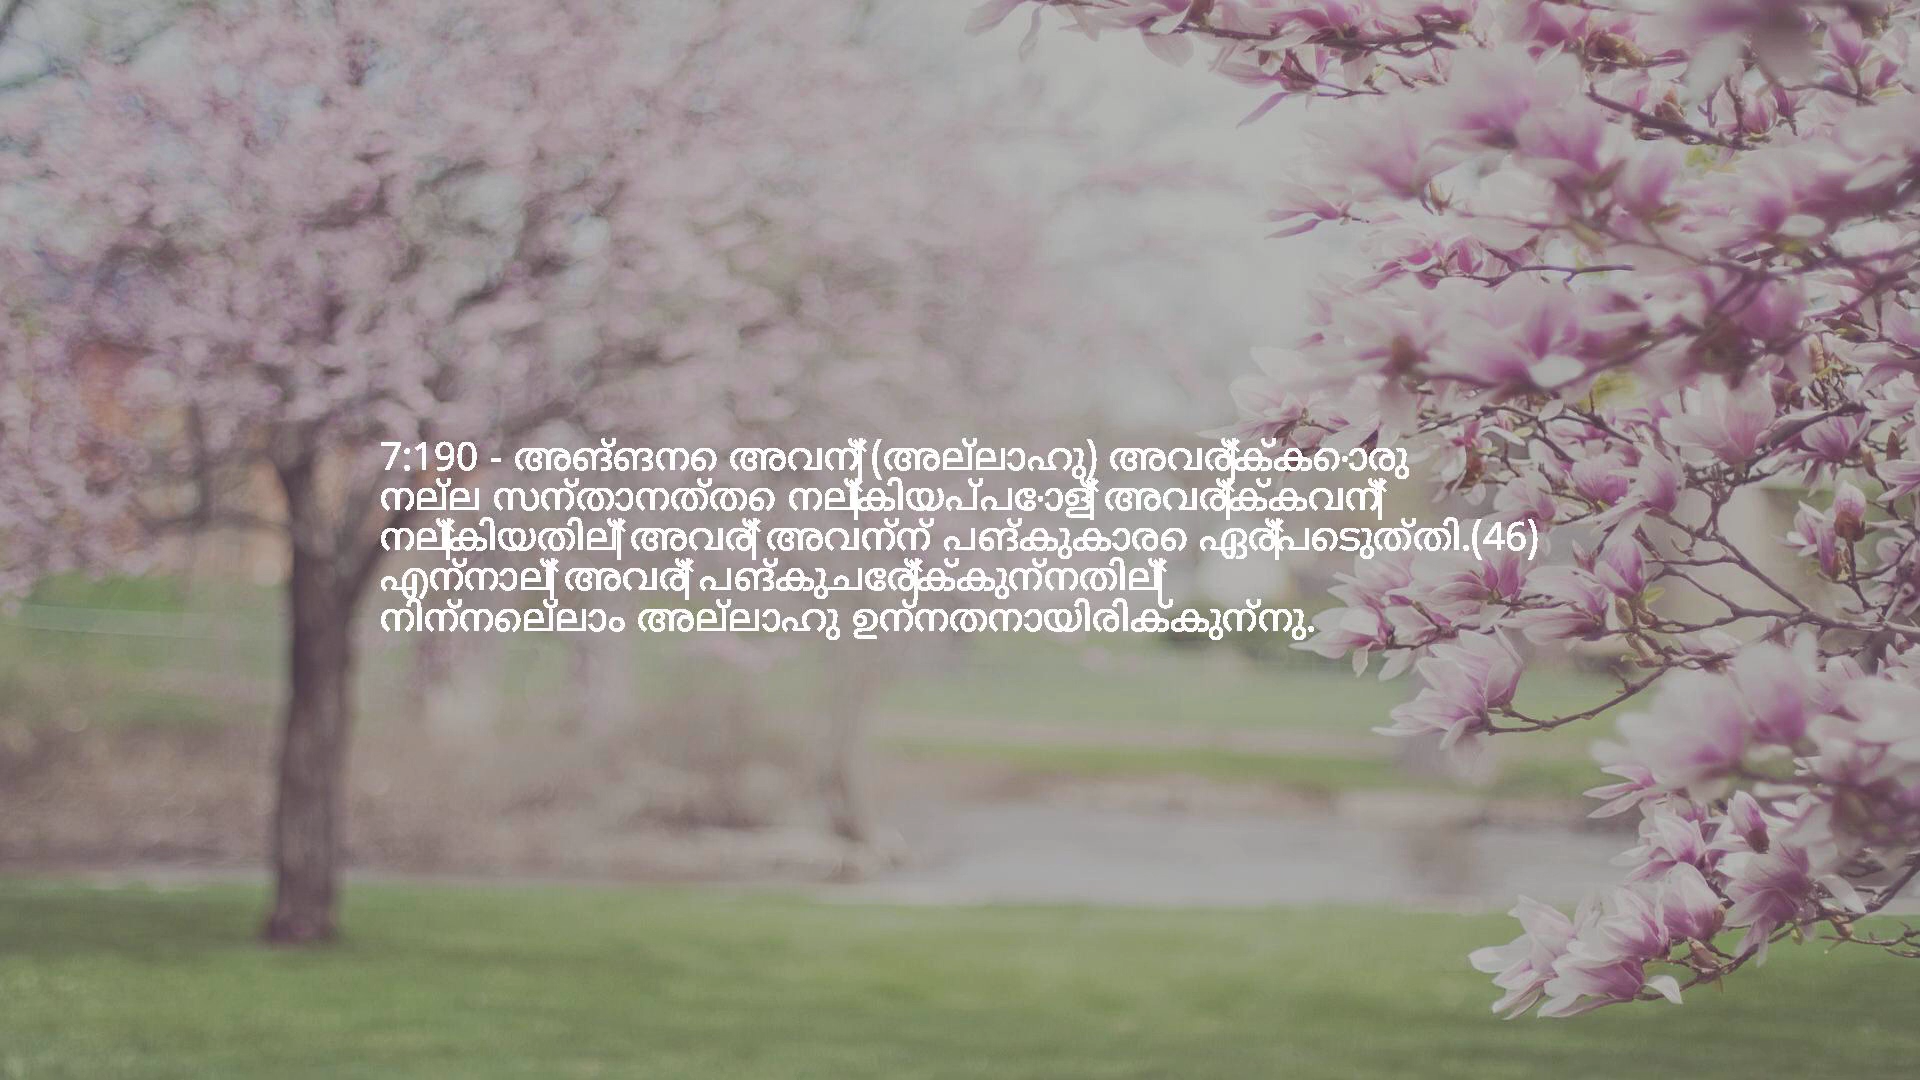 7:190 - അങ്ങനെ അവന്‍ (അല്ലാഹു) അവര്‍ക്കൊരു
നല്ല സന്താനത്തെ നല്‍കിയപ്പോള്‍ അവര്‍ക്കവന്‍
നല്‍കിയതില്‍ അവര്‍ അവന്ന് പങ്കുകാരെ ഏര്‍പെടുത്തി.(46)
എന്നാല്‍ അവര്‍ പങ്കുചേര്‍ക്കുന്നതില്‍
നിന്നെല്ലാം അല്ലാഹു ഉന്നതനായിരിക്കുന്നു.